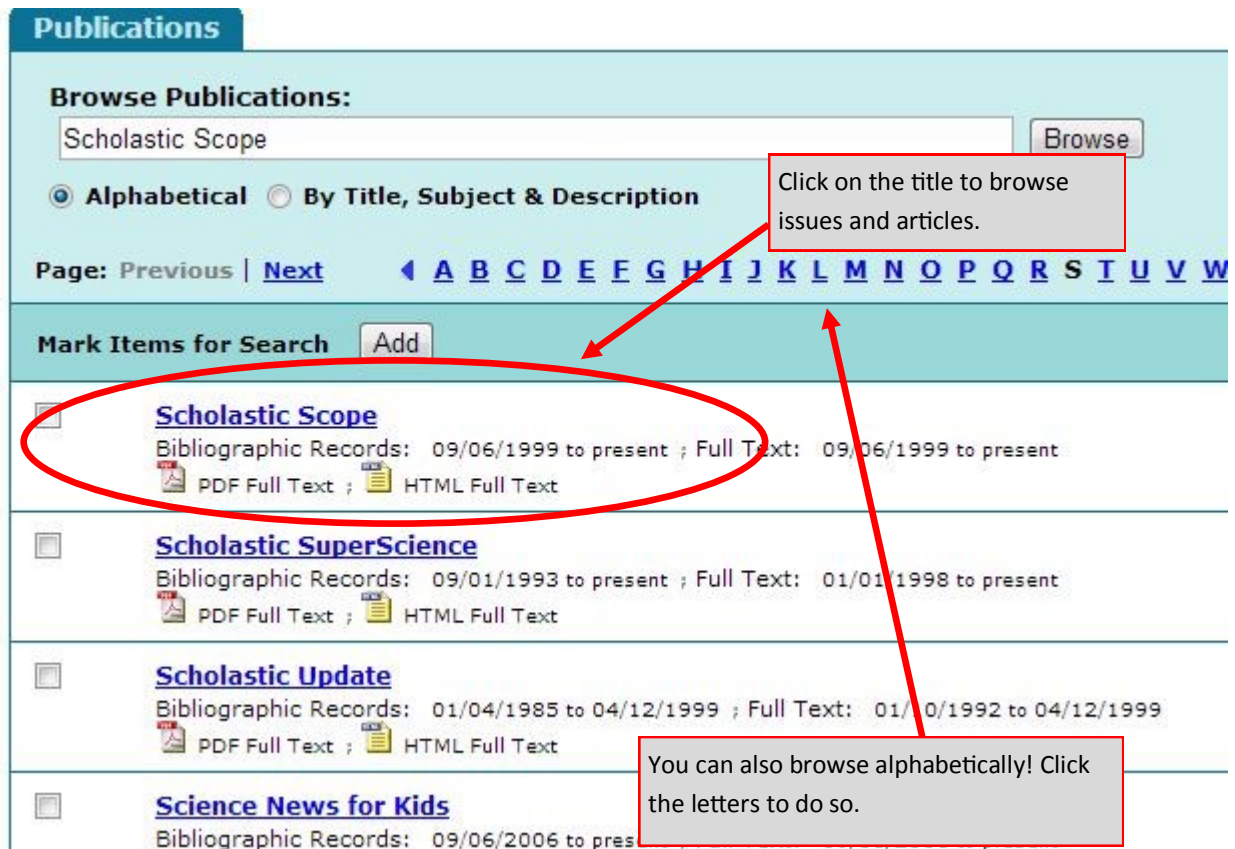 Publications
Browse Publications:
Scholastic Scope
Browse
Alphabetical By Title, Subject & Description
Click on the title to browse
issues and articles.
Page: Previous | Next A B C D E F G H I J K L M N O P Q R S T U V W
Mark Items for Search Add
Scholastic Scope
Bibliographic Records: 09/06/1999 to present ; Full Text: 09/06/1999 to present
PDF Full Text ; HTML Full Text
Scholastic SuperScience
Bibliographic Records: 09/01/1993 to present ; Full Text: 01/01/1998 to present
PDF Full Text ; HTML Full Text
Scholastic Update
Bibliographic Records: 01/04/1985 to 04/12/1999 ; Full Text: to 04/12/1999
PDF Full Text ; HTML Full Text
You can also browse alphabetically! Click
the letters to do so.
Science News for Kids
Bibliographic Records: 09/06/2006 to